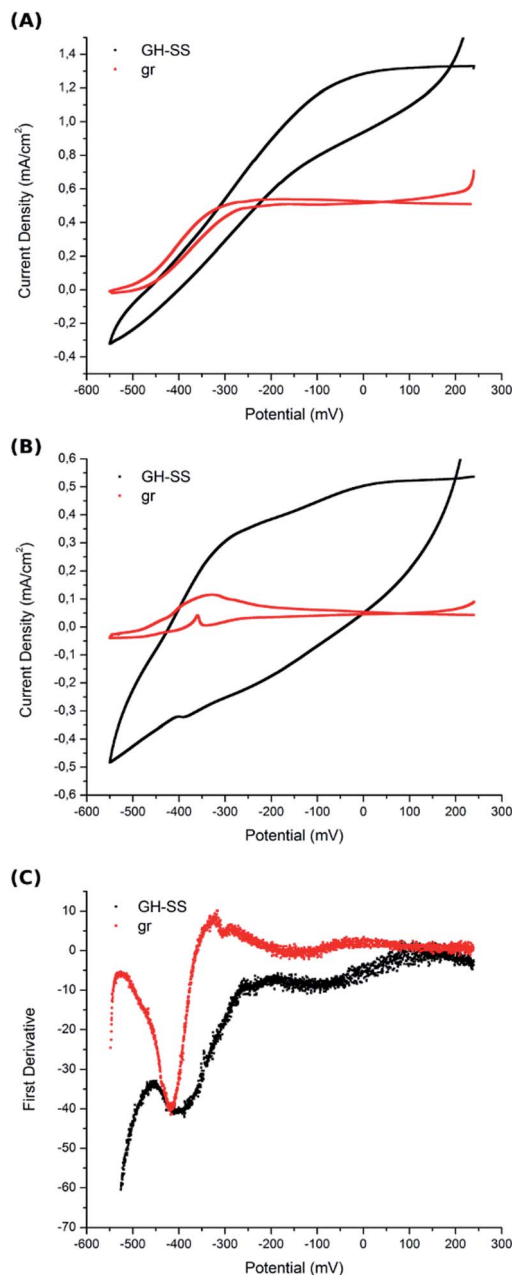 (A)
GH-SS
gr
1,4
1,2
1,0
0,8
0,6
0,4
0,2
0,0
-0,2
-0,4
Current Density (mA/cm²)
-600 -500 -400 -300 -200 -100 0 100 200 300
Potential (mV)
(B)
GH-SS
gr
0,6
0,5
0,4
0,3
0,2
0,1
0,0
-0,1
-0,2
-0,3
-0,4
-0,5
0,6
Current Density (mA/cm²)
-600 -500 -400 -300 -200 -100 0 100 200 300
Potential (mV)
(C)
GH-SS
gr
10
0
-10
-20
-30
-40
-50
-60
-70
First Derivative
-600 -500 -400 -300 -200 -100 0 100 200 300
Potential (mV)